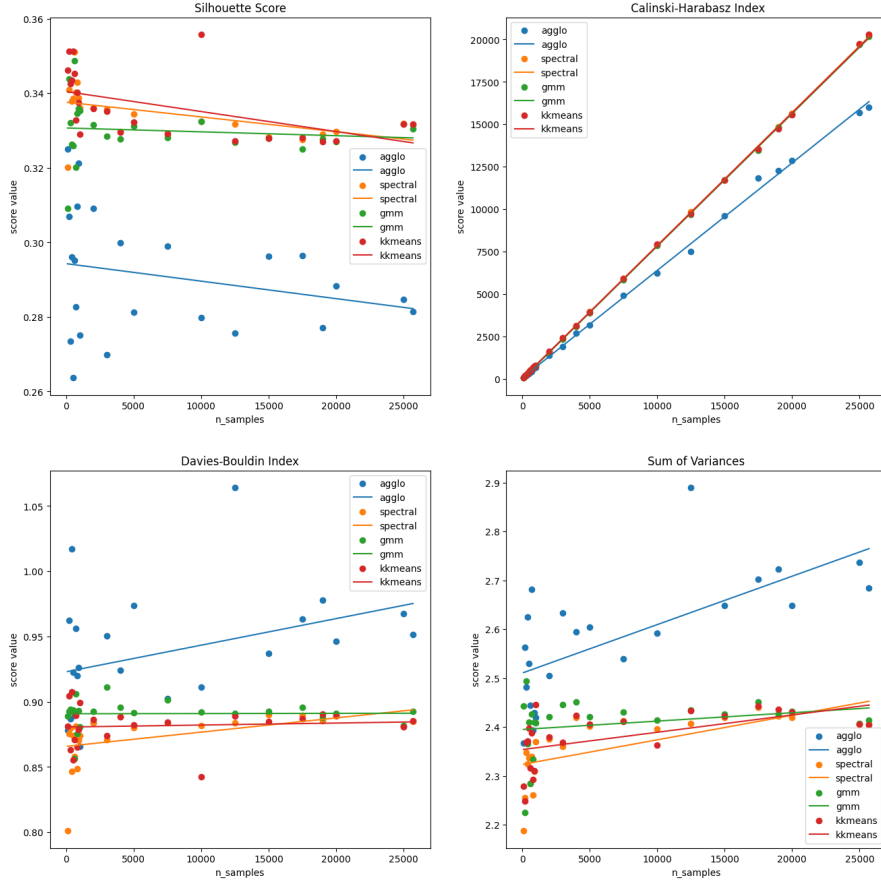 Silhouette Score
0.36
0.34
0.32
0.30
0.28
0.26
score value
0
5000
10000
15000
20000
25000
n_samples
agglo
agglo
spectral
spectral
gmm
gmm
kkmeans
kkmeans
Calinski-Harabasz Index
20000
17500
15000
12500
10000
7500
5000
2500
0
score value
0
5000
10000
15000
20000
25000
n_samples
agglo
agglo
spectral
spectral
gmm
gmm
kkmeans
kkmeans
Davies-Bouldin Index
1.05
1.00
0.95
0.90
0.85
0.80
score value
0
5000
10000
15000
20000
25000
n_samples
agglo
agglo
spectral
spectral
gmm
gmm
kkmeans
kkmeans
Sum of Variances
2.9
2.8
2.7
2.6
2.5
2.4
2.3
2.2
score value
0
5000
10000
15000
20000
25000
n_samples
agglo
agglo
spectral
spectral
gmm
gmm
kkmeans
kkmeans